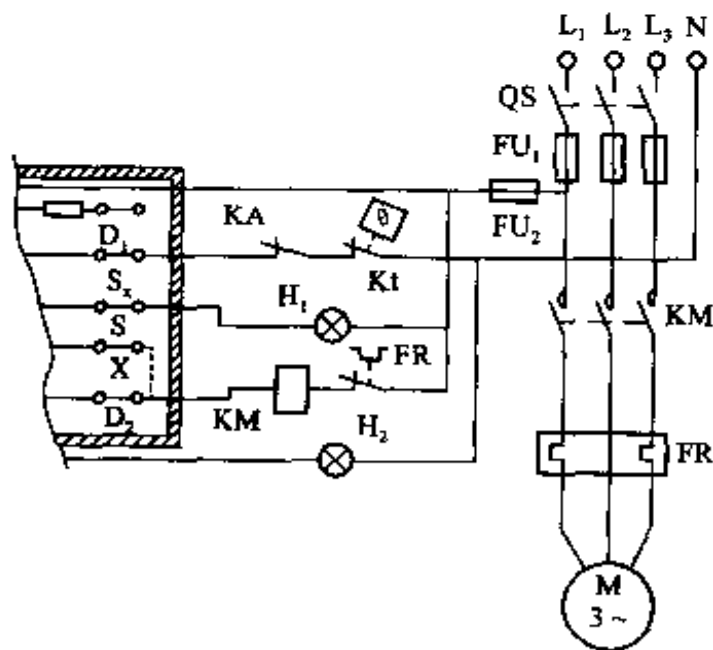 L₁ L₂ L₃ N
QS
FU₁
FU₂
KA
θ
D₁
Kt
Sₓ
H₁
S
KM
X
FR
D₂
KM
H₂
FR
M
3 ~